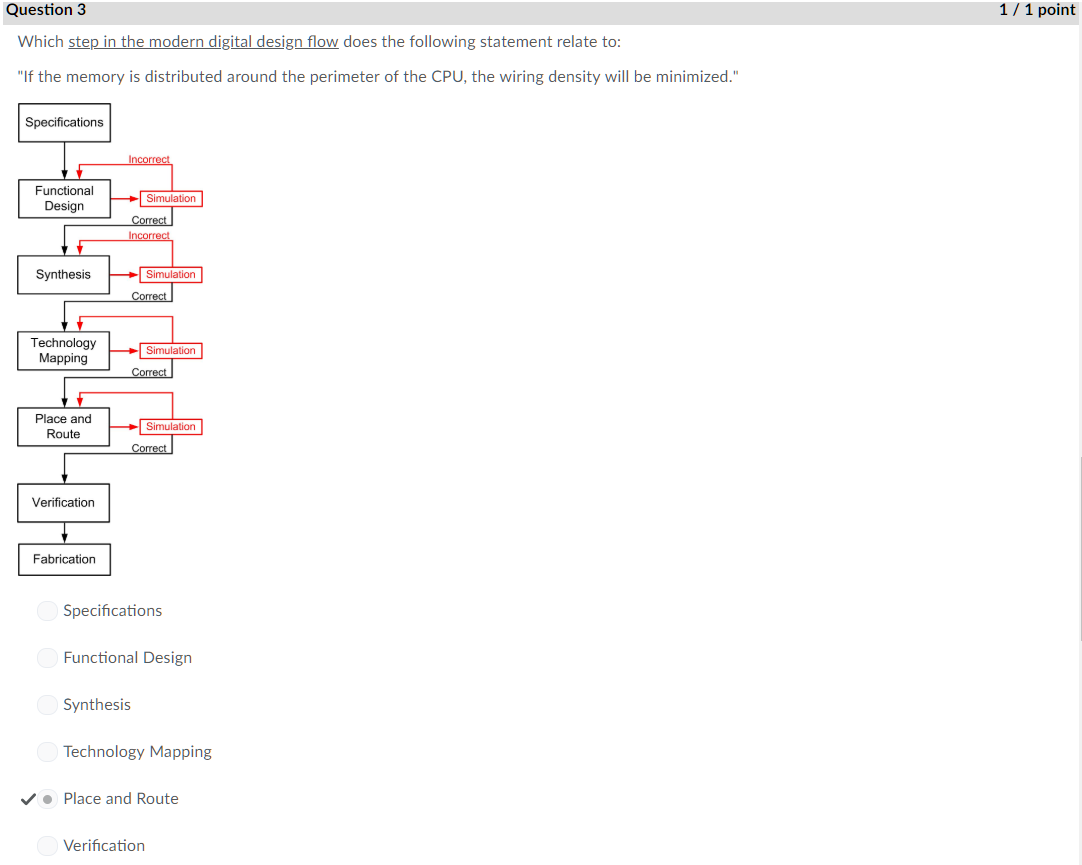 Question 3 1 / 1 point
Which step in the modern digital design flow does the following statement relate to:
"If the memory is distributed around the perimeter of the CPU, the wiring density will be minimized."
Specifications
Incorrect
Functional
Design
Simulation
Correct
Incorrect
Synthesis
Simulation
Correct
Technology
Mapping
Simulation
Correct
Place and
Route
Simulation
Correct
Verification
Fabrication
Specifications
Functional Design
Synthesis
Technology Mapping
Place and Route
Verification